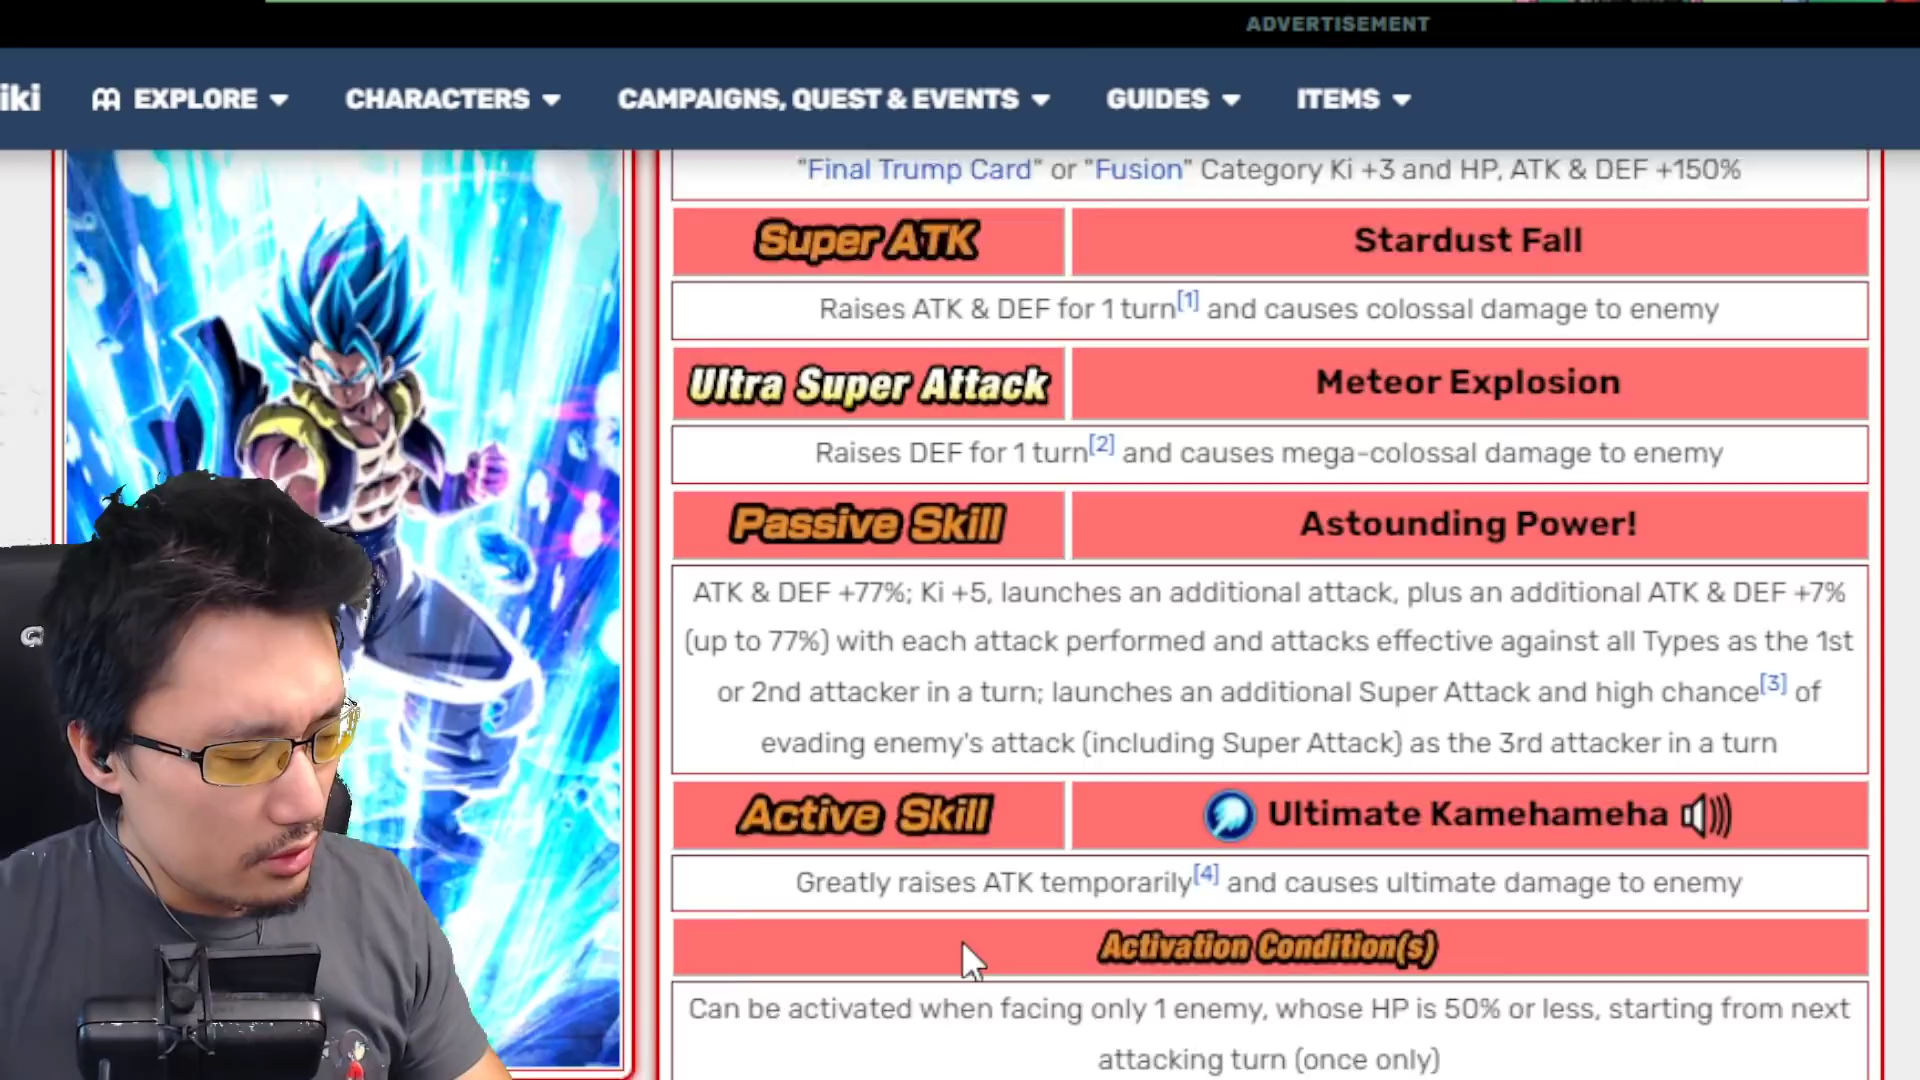 ADVERTISEMENT
iki EXPLORE CHARACTERS CAMPAIGNS, QUEST & EVENTS GUIDES ITEMS
"Final Trump Card" or "Fusion" Category Ki +3 and HP, ATK & DEF +150%
Super ATK Stardust Fall
Raises ATK & DEF for 1 turn[1] and causes colossal damage to enemy
Ultra Super Attack Meteor Explosion
Raises DEF for 1 turn[2] and causes mega-colossal damage to enemy
Passive Skill Astounding Power!
ATK & DEF +77%; Ki +5, launches an additional attack, plus an additional ATK & DEF +7%
(up to 77%) with each attack performed and attacks effective against all Types as the 1st
or 2nd attacker in a turn; launches an additional Super Attack and high chance[3] of
evading enemy's attack (including Super Attack) as the 3rd attacker in a turn
Active Skill Ultimate Kamehameha
Greatly raises ATK temporarily[4] and causes ultimate damage to enemy
Activation Condition(s)
Can be activated when facing only 1 enemy, whose HP is 50% or less, starting from next
attacking turn (once only)